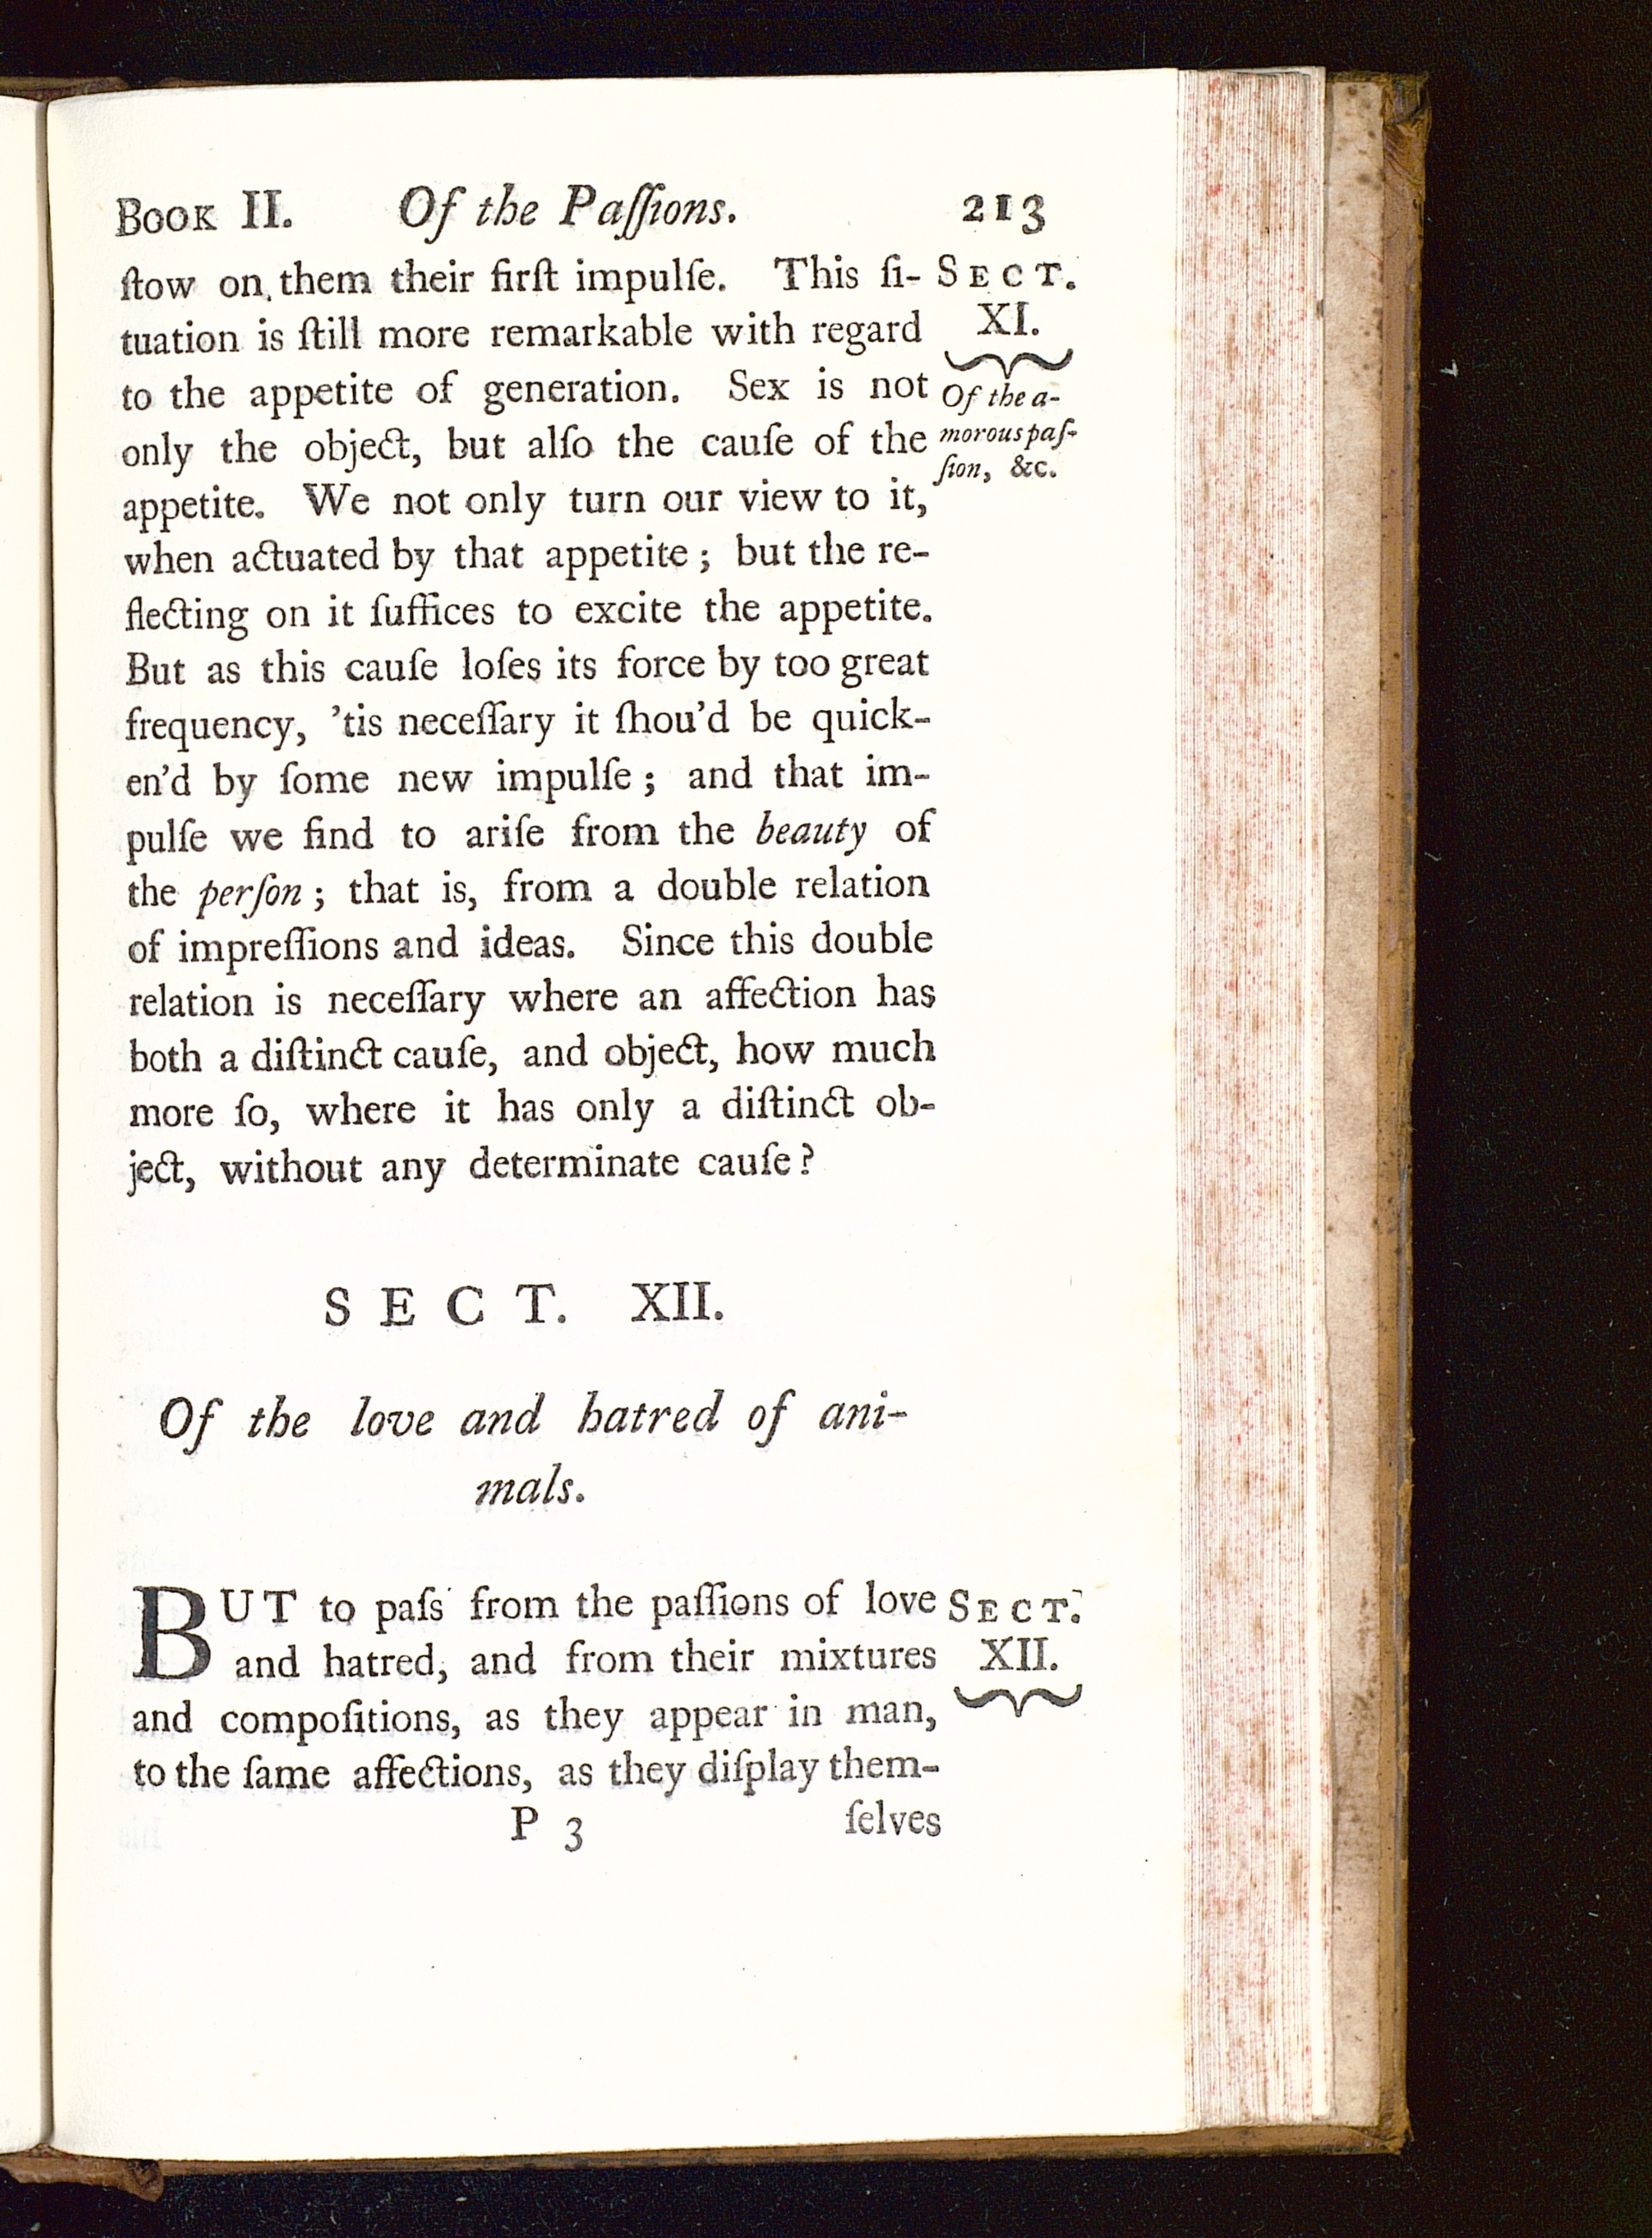 BOOK II. Of the Paſſions. 213
ſtow on them their firſt impulſe. This ſi-
tuation is ſtill more remarkable with regard
to the appetite of generation. Sex is not
only the object, but alſo the cauſe of the
appetite. We not only turn our view to it,
when actuated by that appetite; but the re-
flecting on it ſuffices to excite the appetite.
But as this cauſe loſes its force by too great
frequency, 'tis neceſſary it ſhou'd be quick-
en'd by ſome new impulſe; and that im-
pulſe we find to ariſe from the beauty of
the perſon; that is, from a double relation
of impreſſions and ideas. Since this double
relation is neceſſary where an affection has
both a diſtinct cauſe, and object, how much
more ſo, where it has only a diſtinct ob-
ject, without any determinate cauſe?
SECT.
XI.
Of the a-
morous paſ-
ſion, &c.
SECT. XII.
Of the love and hatred of ani-
mals.
BUT to paſs from the paſſions of love
and hatred, and from their mixtures
and compoſitions, as they appear in man,
to the ſame affections, as they diſplay them-
SECT.
XII.
P 3 ſelves